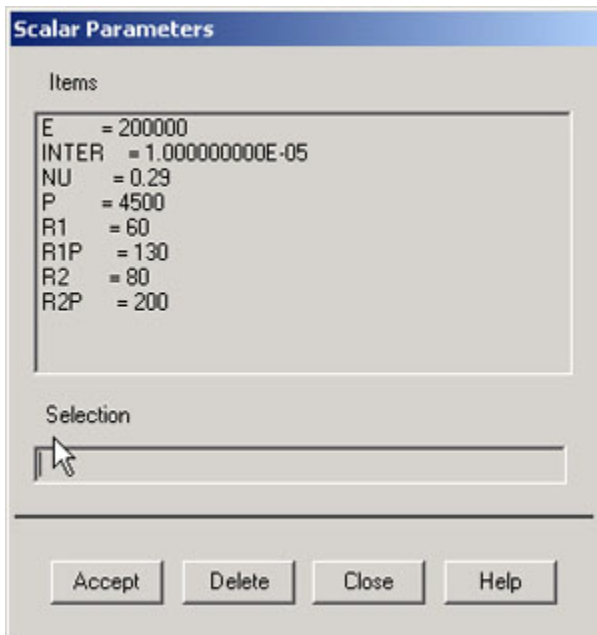 Scalar Parameters
Items
E = 200000
INTER = 1.000000000E-05
NU = 0.29
P = 4500
R1 = 60
R1P = 130
R2 = 80
R2P = 200
Selection
Accept Delete Close Help